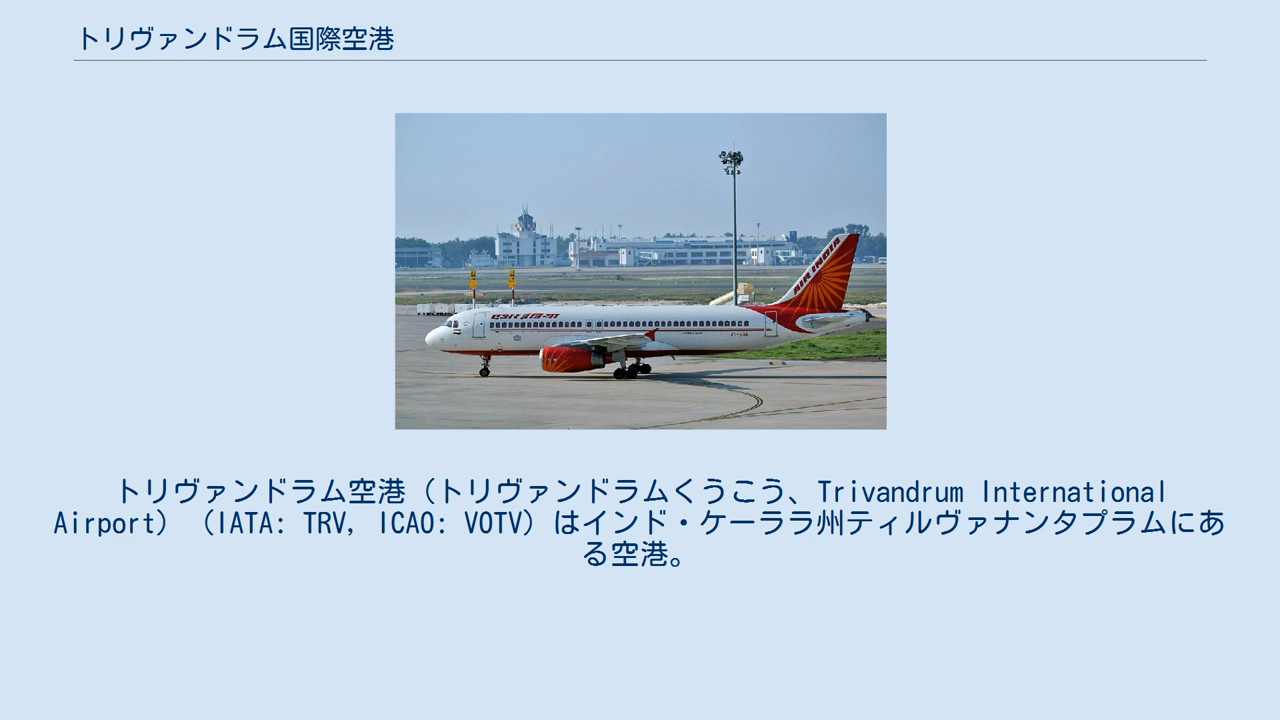 トリヴァンドラム国際空港
AIR INDIA
トリヴァンドラム空港（トリヴァンドラムくうこう、Trivandrum International
Airport）（IATA: TRV, ICAO: VOTV）はインド・ケーララ州ティルヴァナンタプラムにあ
る空港。